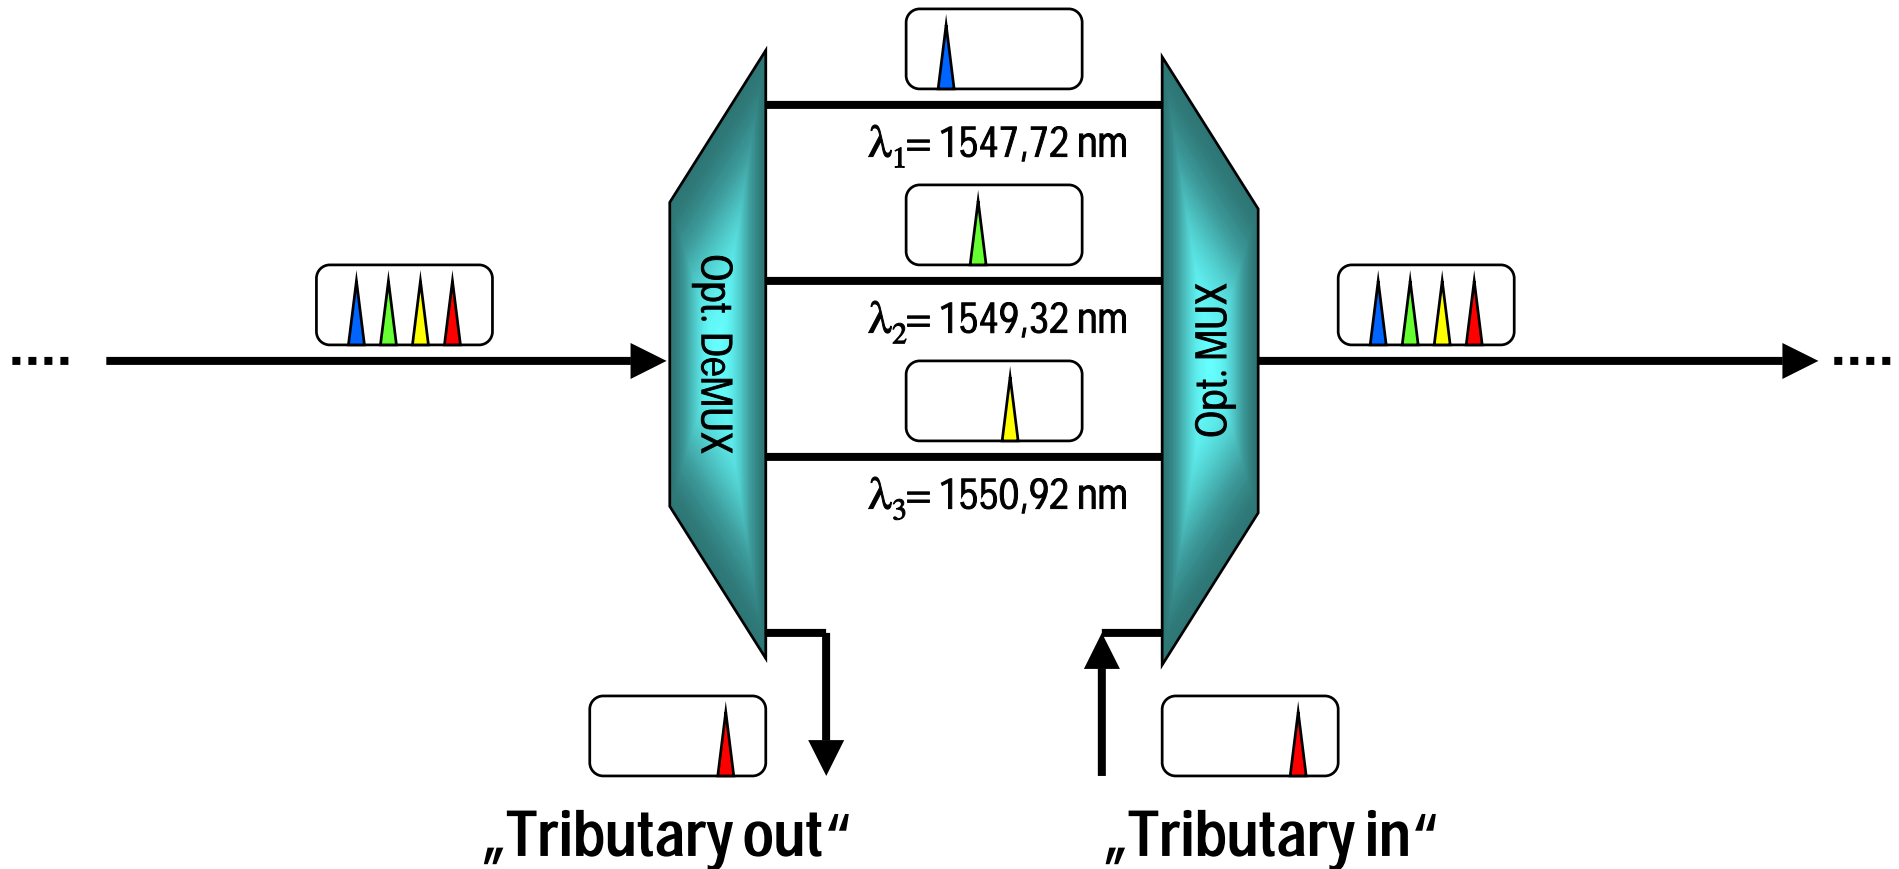 λ1= 1547,72 nm
λ2= 1549,32 nm
λ3= 1550,92 nm
Opt. DeMUX
Opt. MUX
„Tributary out“
„Tributary in“